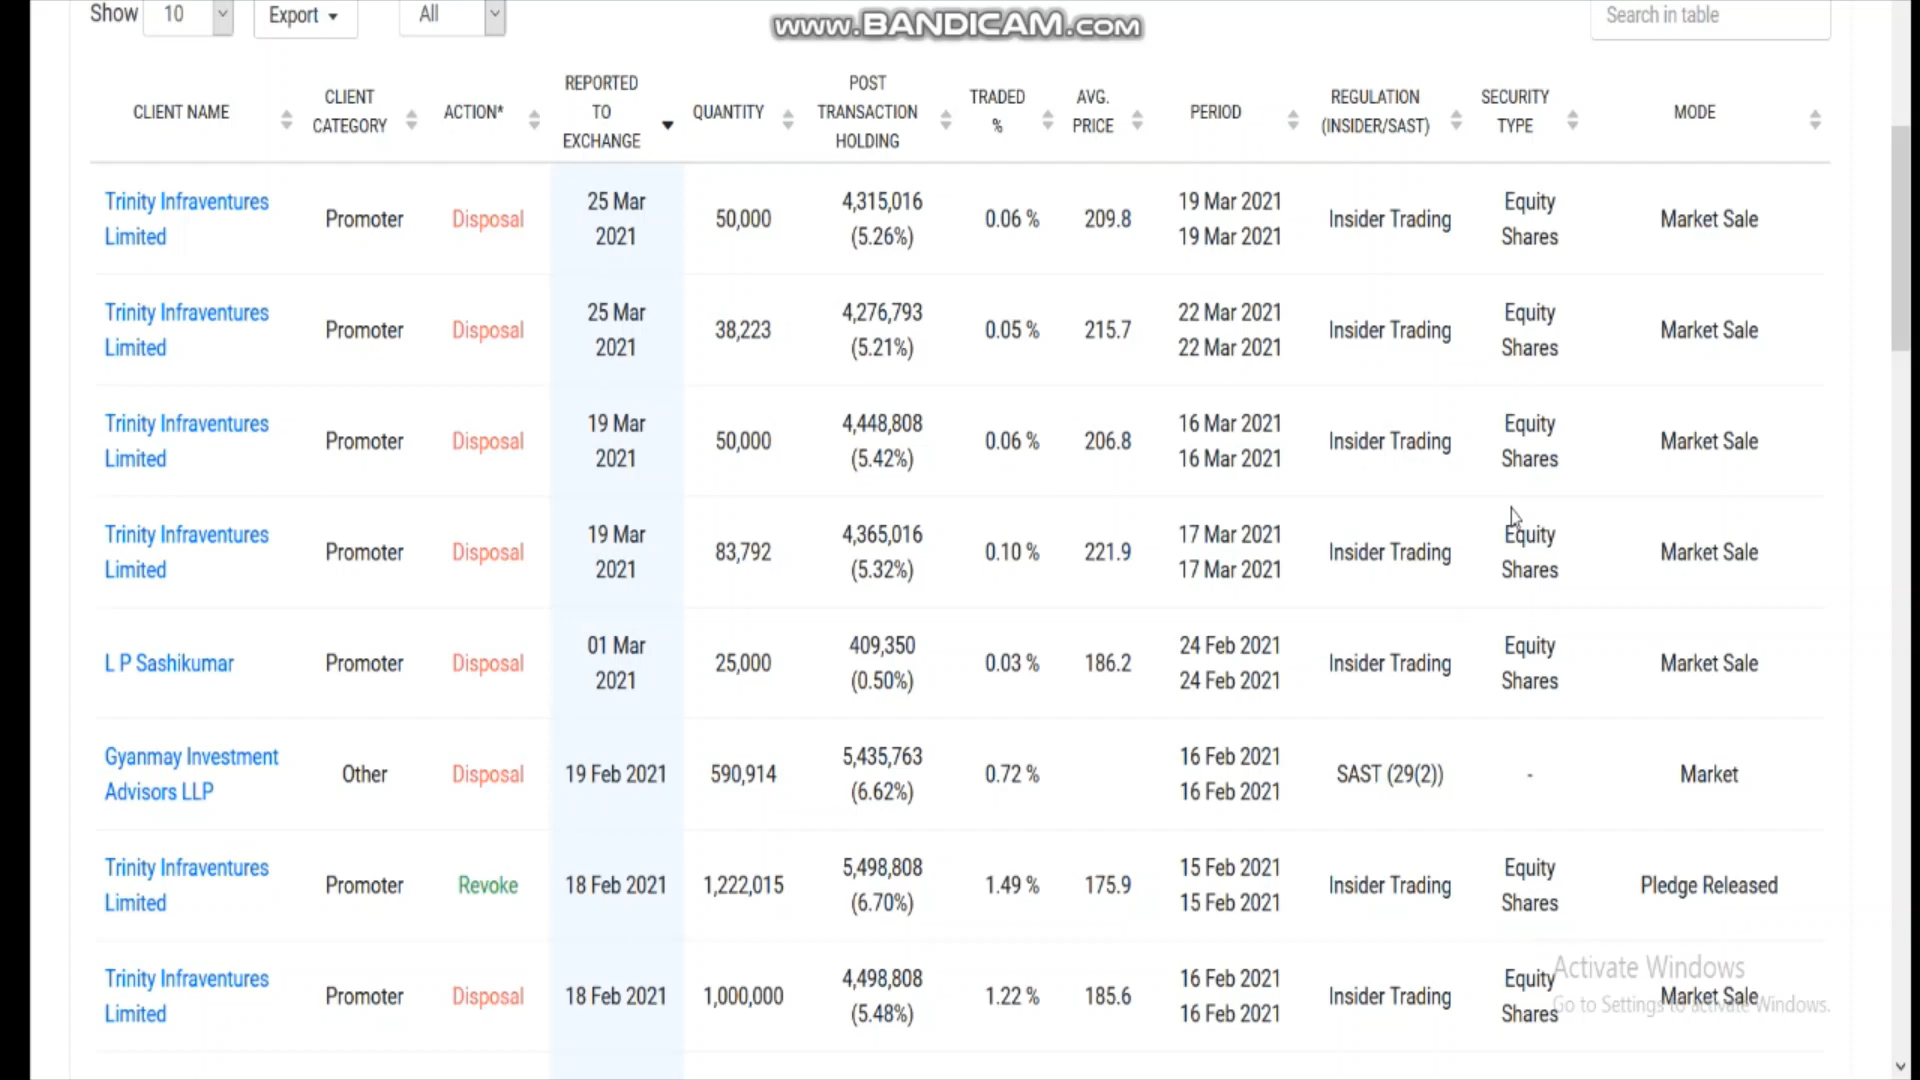 Show 10 Export All Search in table
www.BANDICAM.com
CLIENT NAME CLIENT CATEGORY ACTION* REPORTED TO EXCHANGE QUANTITY POST TRANSACTION HOLDING TRADED % AVG. PRICE PERIOD REGULATION (INSIDER/SAST) SECURITY TYPE MODE
Trinity Infraventures Limited Promoter Disposal 25 Mar 2021 50,000 4,315,016 (5.26%) 0.06 % 209.8 19 Mar 2021 19 Mar 2021 Insider Trading Equity Shares Market Sale
Trinity Infraventures Limited Promoter Disposal 25 Mar 2021 38,223 4,276,793 (5.21%) 0.05 % 215.7 22 Mar 2021 22 Mar 2021 Insider Trading Equity Shares Market Sale
Trinity Infraventures Limited Promoter Disposal 19 Mar 2021 50,000 4,448,808 (5.42%) 0.06 % 206.8 16 Mar 2021 16 Mar 2021 Insider Trading Equity Shares Market Sale
Trinity Infraventures Limited Promoter Disposal 19 Mar 2021 83,792 4,365,016 (5.32%) 0.10 % 221.9 17 Mar 2021 17 Mar 2021 Insider Trading Equity Shares Market Sale
L P Sashikumar Promoter Disposal 01 Mar 2021 25,000 409,350 (0.50%) 0.03 % 186.2 24 Feb 2021 24 Feb 2021 Insider Trading Equity Shares Market Sale
Gyanmay Investment Advisors LLP Other Disposal 19 Feb 2021 590,914 5,435,763 (6.62%) 0.72 % 16 Feb 2021 16 Feb 2021 SAST (29(2)) - Market
Trinity Infraventures Limited Promoter Revoke 18 Feb 2021 1,222,015 5,498,808 (6.70%) 1.49 % 175.9 15 Feb 2021 15 Feb 2021 Insider Trading Equity Shares Pledge Released
Trinity Infraventures Limited Promoter Disposal 18 Feb 2021 1,000,000 4,498,808 (5.48%) 1.22 % 185.6 16 Feb 2021 16 Feb 2021 Insider Trading Equity Shares Market Sale
Activate Windows
Go to Settings to activate Windows.